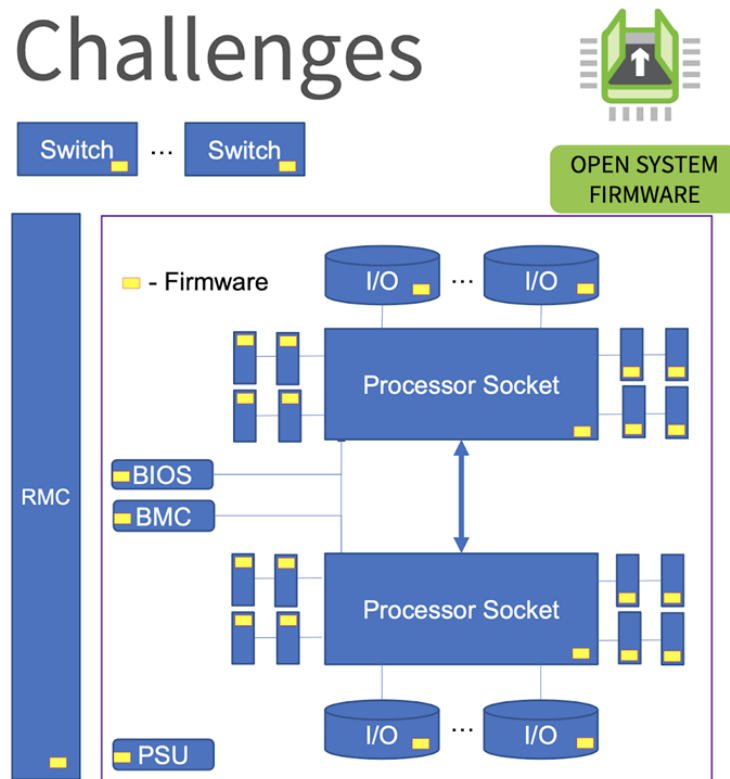 Challenges
Switch ... Switch
OPEN SYSTEM
FIRMWARE
- Firmware
I/O ... I/O
Processor Socket
BIOS
RMC
BMC
Processor Socket
I/O ... I/O
PSU